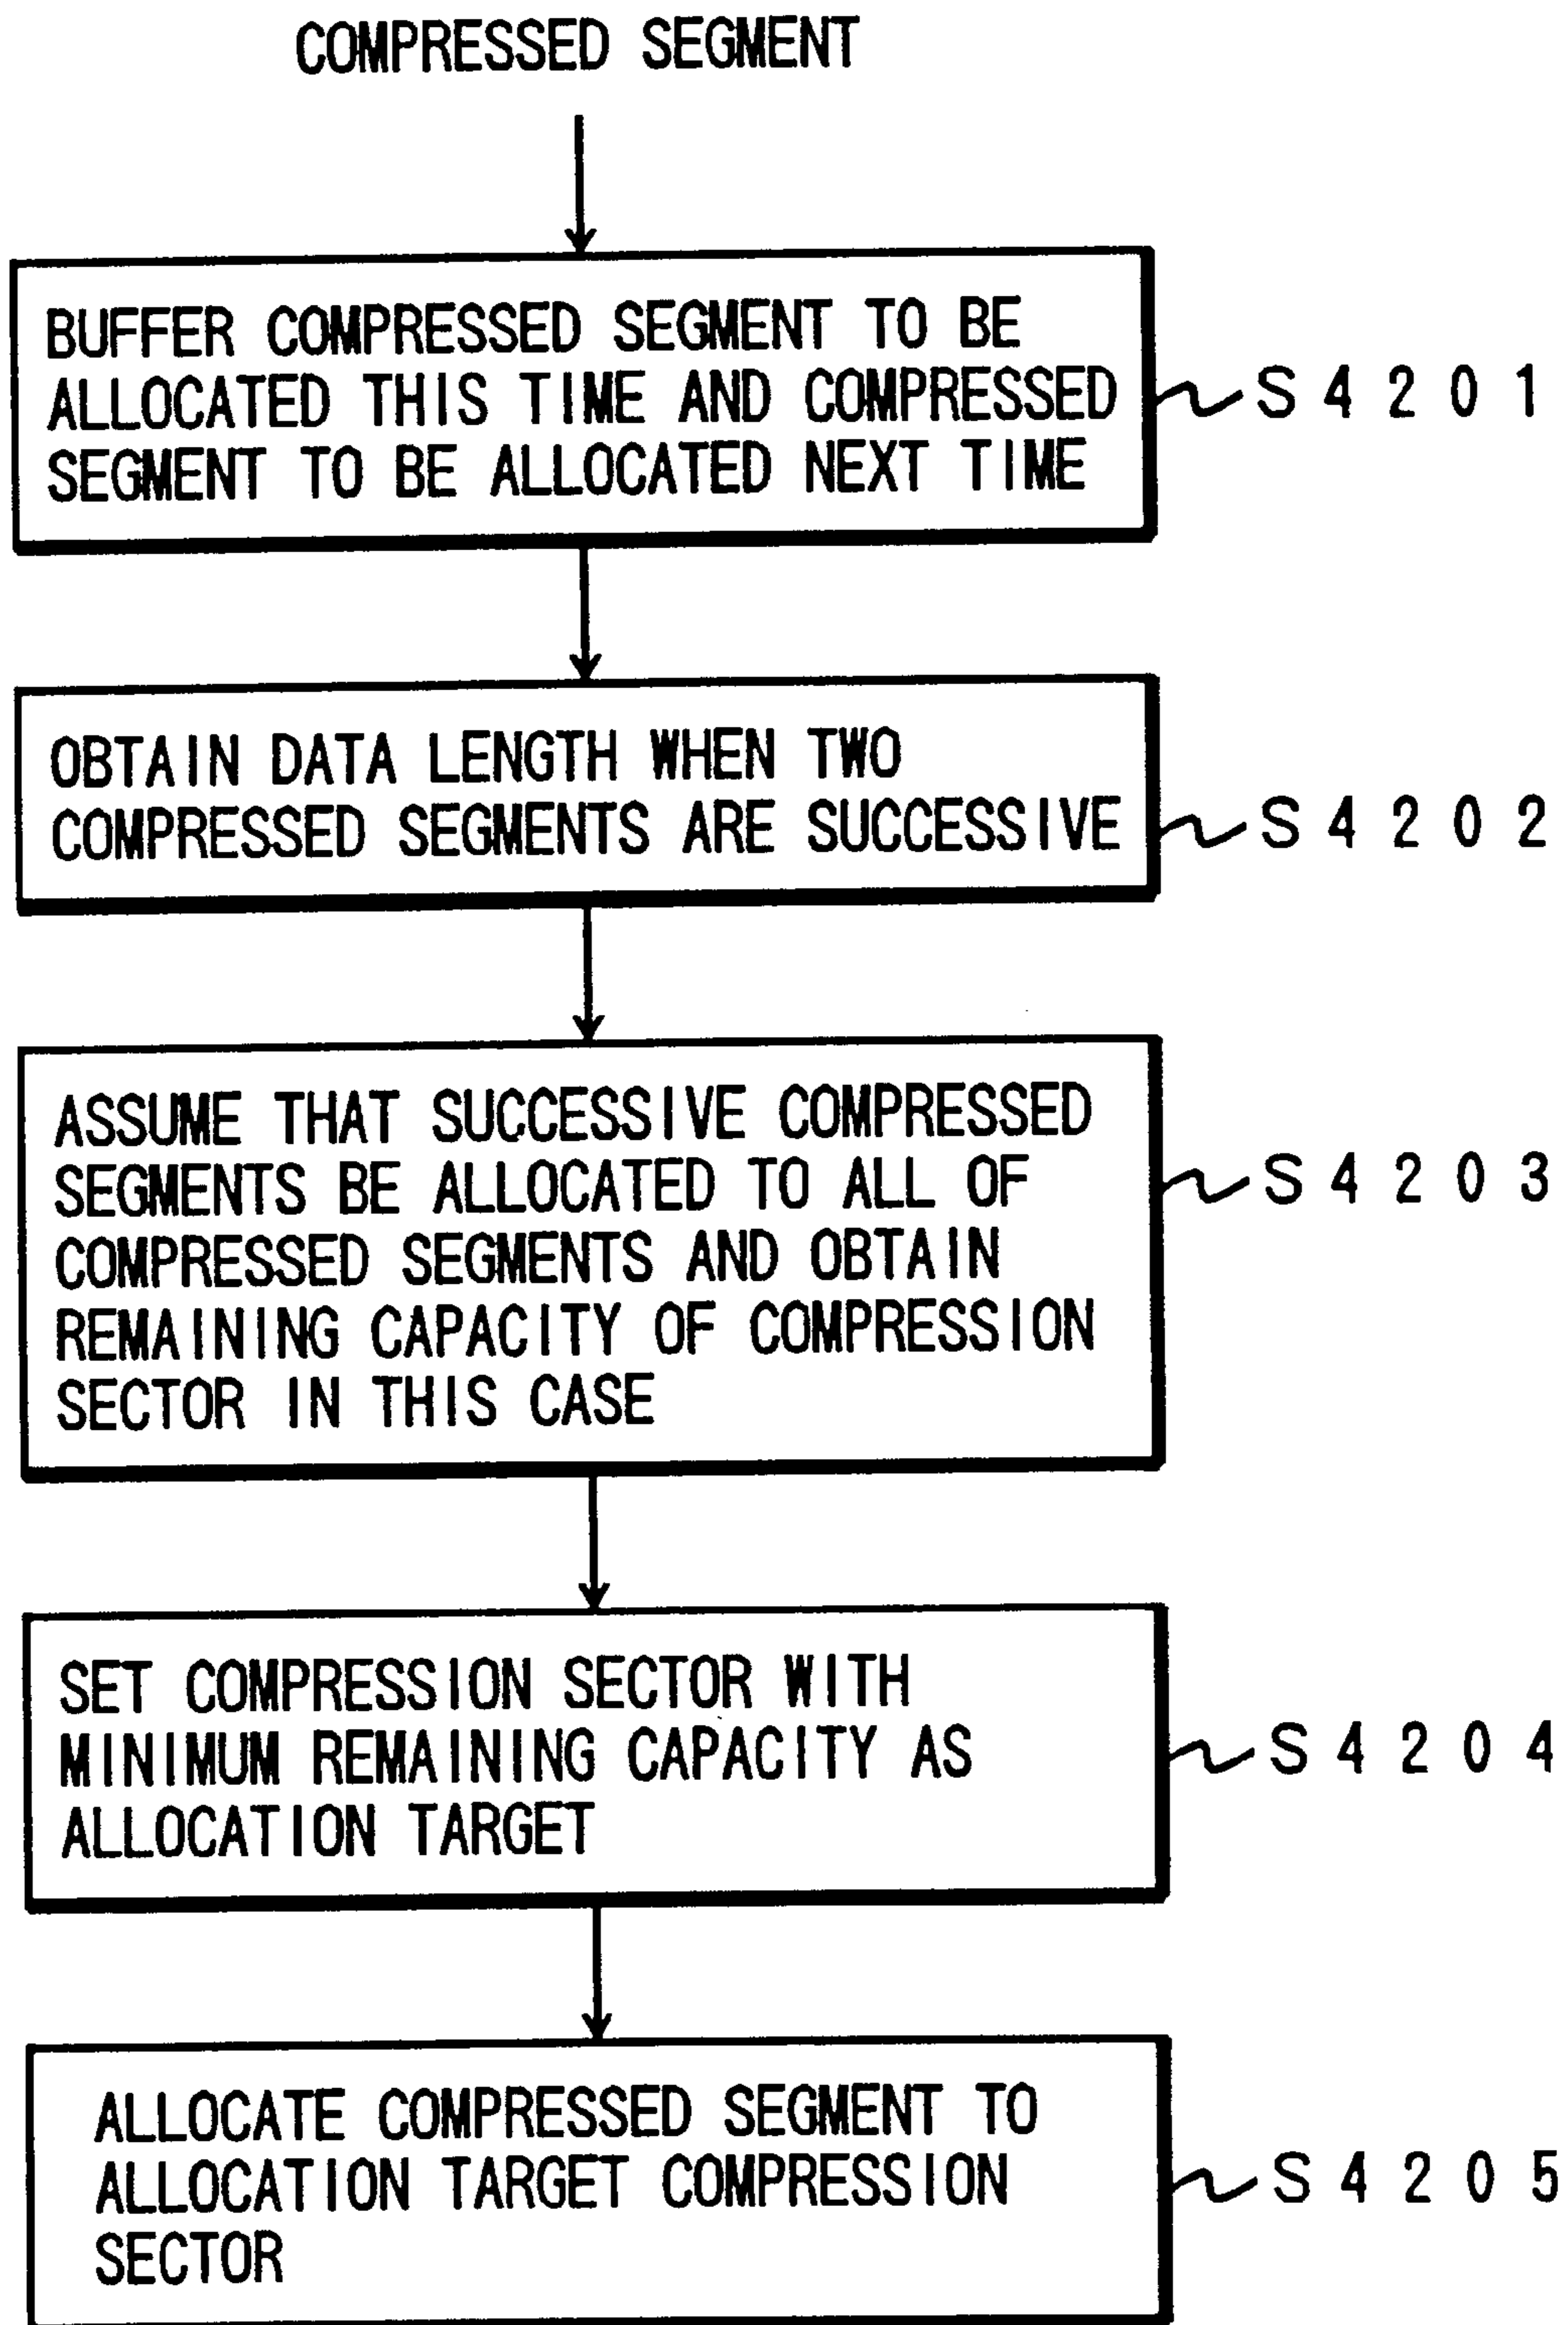 COMPRESSED SEGMENT
BUFFER COMPRESSED SEGMENT TO BE
ALLOCATED THIS TIME AND COMPRESSED
SEGMENT TO BE ALLOCATED NEXT TIME
S4201
OBTAIN DATA LENGTH WHEN TWO
COMPRESSED SEGMENTS ARE SUCCESSIVE
S4202
ASSUME THAT SUCCESSIVE COMPRESSED
SEGMENTS BE ALLOCATED TO ALL OF
COMPRESSED SEGMENTS AND OBTAIN
REMAINING CAPACITY OF COMPRESSION
SECTOR IN THIS CASE
S4203
SET COMPRESSION SECTOR WITH
MINIMUM REMAINING CAPACITY AS
ALLOCATION TARGET
S4204
ALLOCATE COMPRESSED SEGMENT TO
ALLOCATION TARGET COMPRESSION
SECTOR
S4205